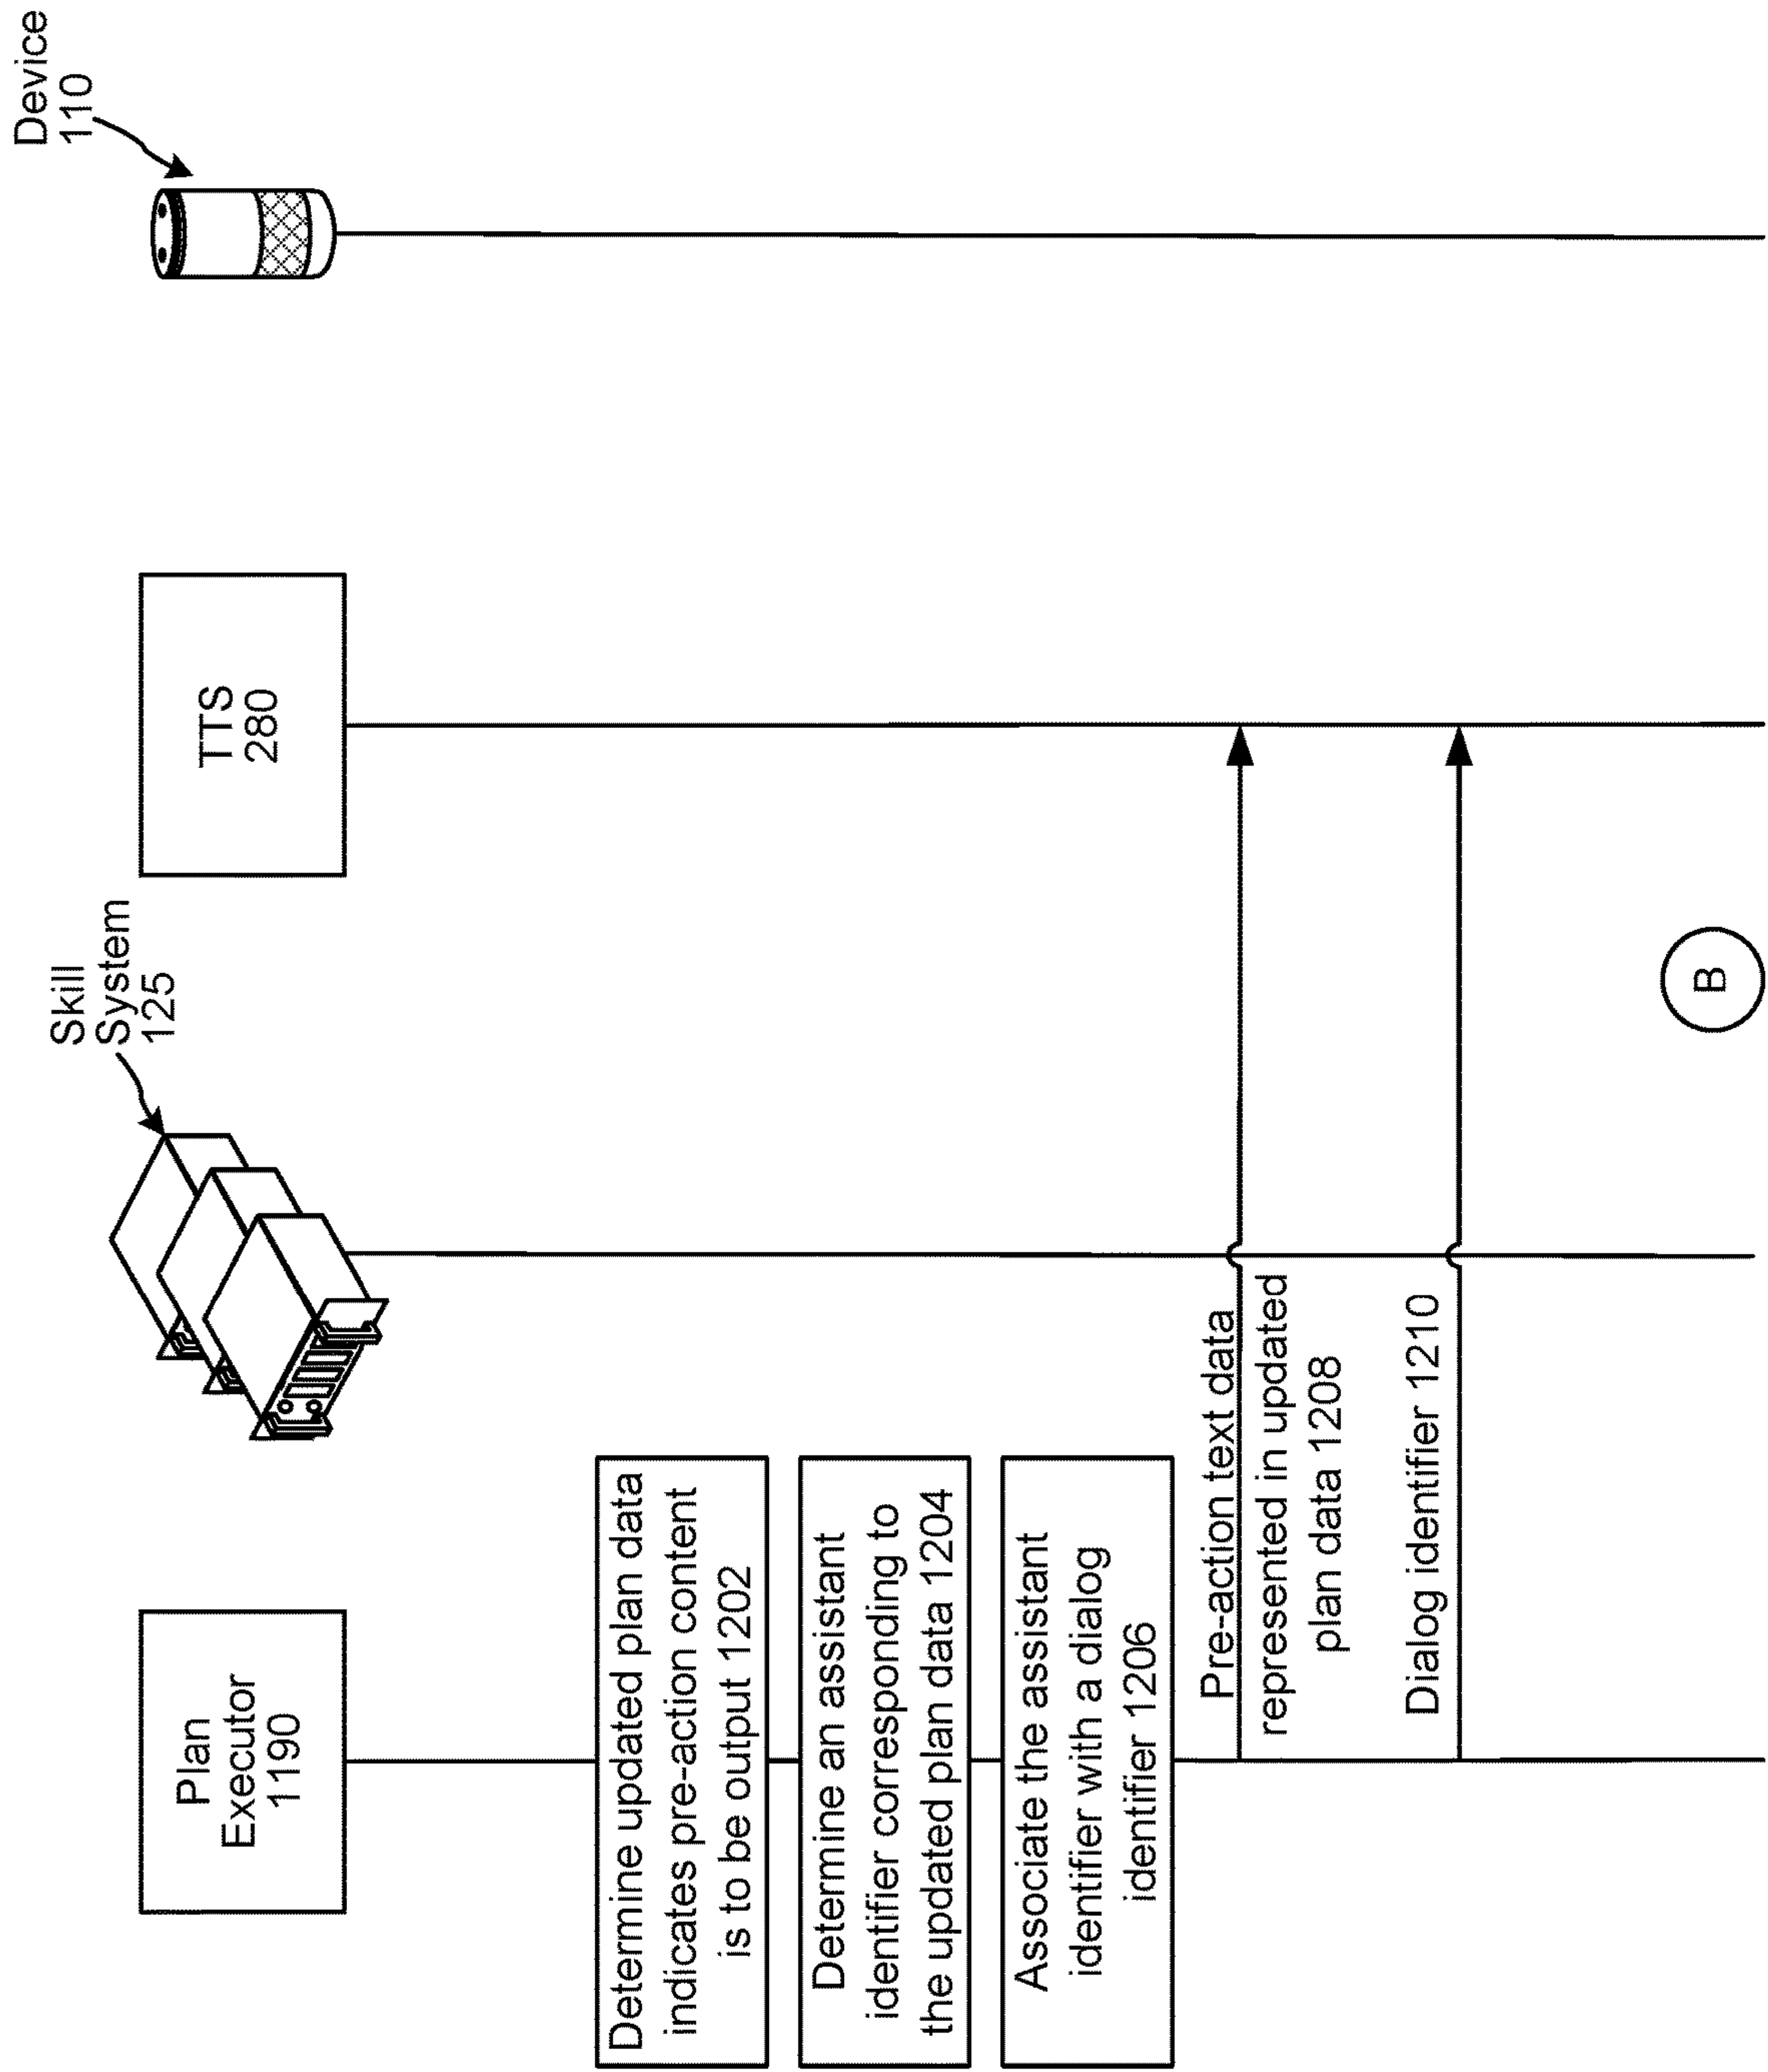 Plan
Executor
1190
Skill
System
125
TTS
280
Device
110
Determine updated plan data
indicates pre-action content
is to be output 1202
Determine an assistant
identifier corresponding to
the updated plan data 1204
Associate the assistant
identifier with a dialog
identifier 1206
Pre-action text data
represented in updated
plan data 1208
Dialog identifier 1210
B